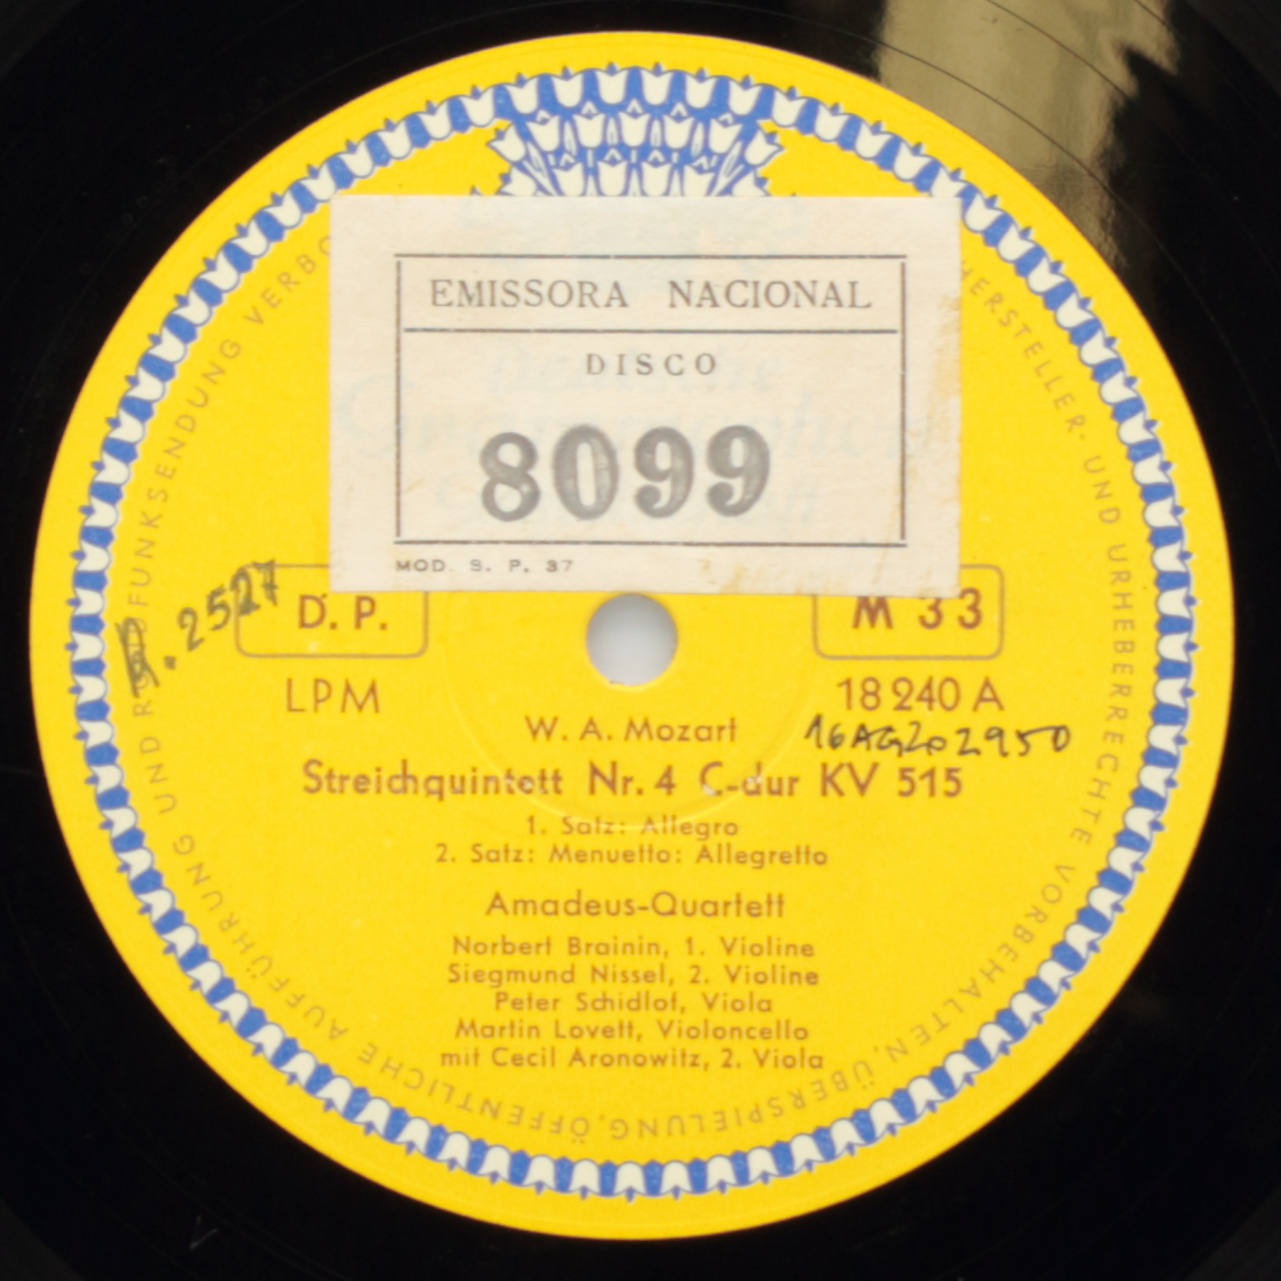 EMISSORA NACIONAL
DISCO
8099
MOD. S. P. 37
D. P.
M 33
LPM
18 240 A
W. A. Mozart
Streichquintett Nr. 4 C-dur KV 515
1. Satz: Allegro
2. Satz: Menuetto: Allegretto
Amadeus-Quartett
Norbert Brainin, 1. Violine
Siegmund Nissel, 2. Violine
Peter Schidlof, Viola
Martin Lovett, Violoncello
mit Cecil Aronowitz, 2. Viola
HERSTELLER- UND URHEBERRECHTE VORBEHALTEN, ÜBERSPIELUNG, ÖFFENTLICHE AUFFÜHRUNG UND RUNDFUNKSENDUNG